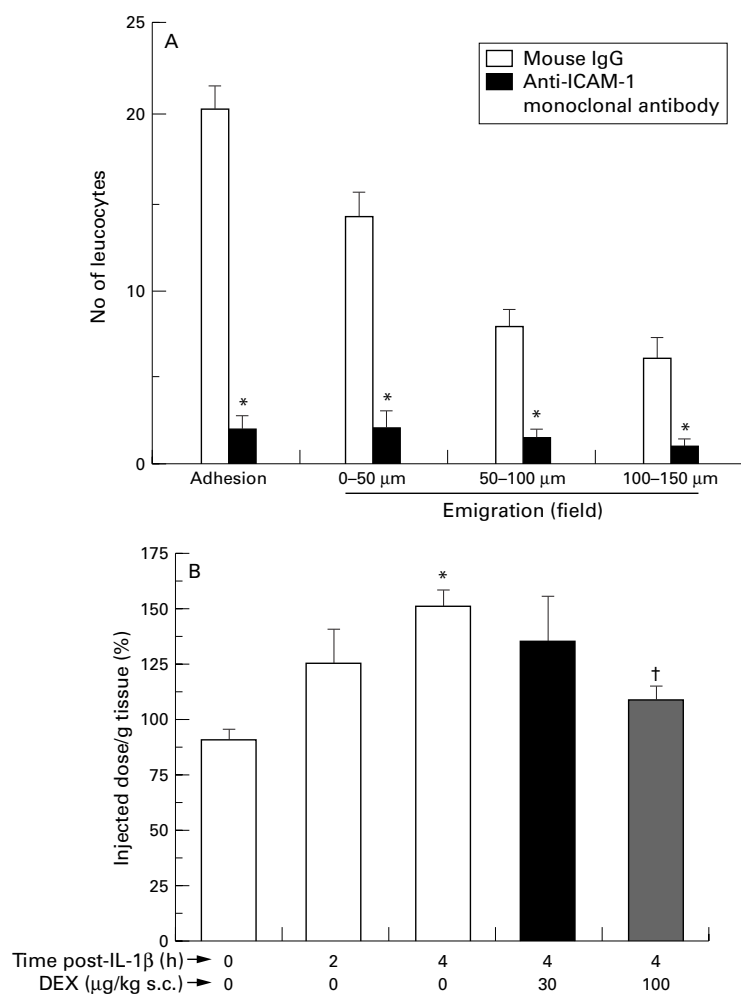 25
A
Mouse IgG
Anti-ICAM-1
monoclonal antibody
20
No of leucocytes
10
0
*
*
*
*
Adhesion 0–50 μm 50–100 μm 100–150 μm
Emigration (field)
175
B
150
125
100
75
50
25
0
Injected dose/g tissue (%)
*
†
Time post-IL-1β (h) → 0 2 4 4 4
DEX (μg/kg s.c.) → 0 0 0 30 100